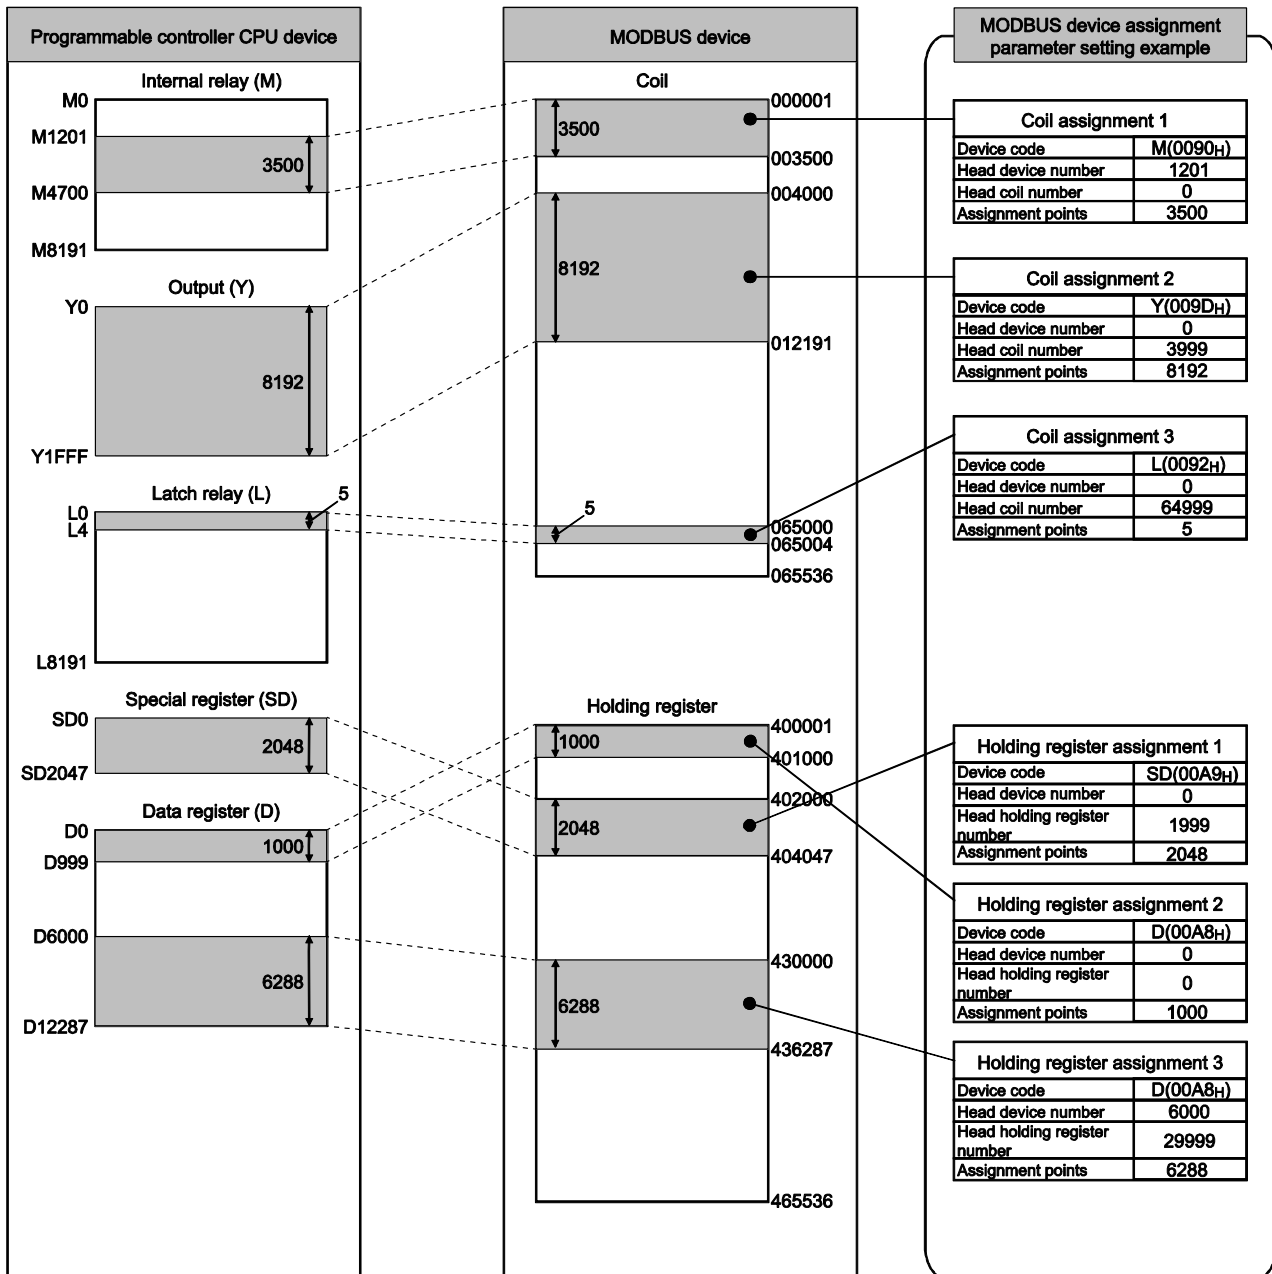 Programmable controller CPU device
Internal relay (M)
M0
M1201
3500
M4700
M8191
Output (Y)
Y0
8192
Y1FFF
Latch relay (L)
5
L0
L4
L8191
Special register (SD)
SD0
2048
SD2047
Data register (D)
D0
1000
D999
D6000
6288
D12287
MODBUS device
Coil
000001
3500
003500
004000
8192
012191
5
065000
065004
065536
Holding register
400001
1000
401000
402000
2048
404047
430000
6288
436287
465536
MODBUS device assignment
parameter setting example
Coil assignment 1
Device code M(0090H)
Head device number 1201
Head coil number 0
Assignment points 3500
Coil assignment 2
Device code Y(009DH)
Head device number 0
Head coil number 3999
Assignment points 8192
Coil assignment 3
Device code L(0092H)
Head device number 0
Head coil number 64999
Assignment points 5
Holding register assignment 1
Device code SD(00A9H)
Head device number 0
Head holding register
number 1999
Assignment points 2048
Holding register assignment 2
Device code D(00A8H)
Head device number 0
Head holding register
number 0
Assignment points 1000
Holding register assignment 3
Device code D(00A8H)
Head device number 6000
Head holding register
number 29999
Assignment points 6288